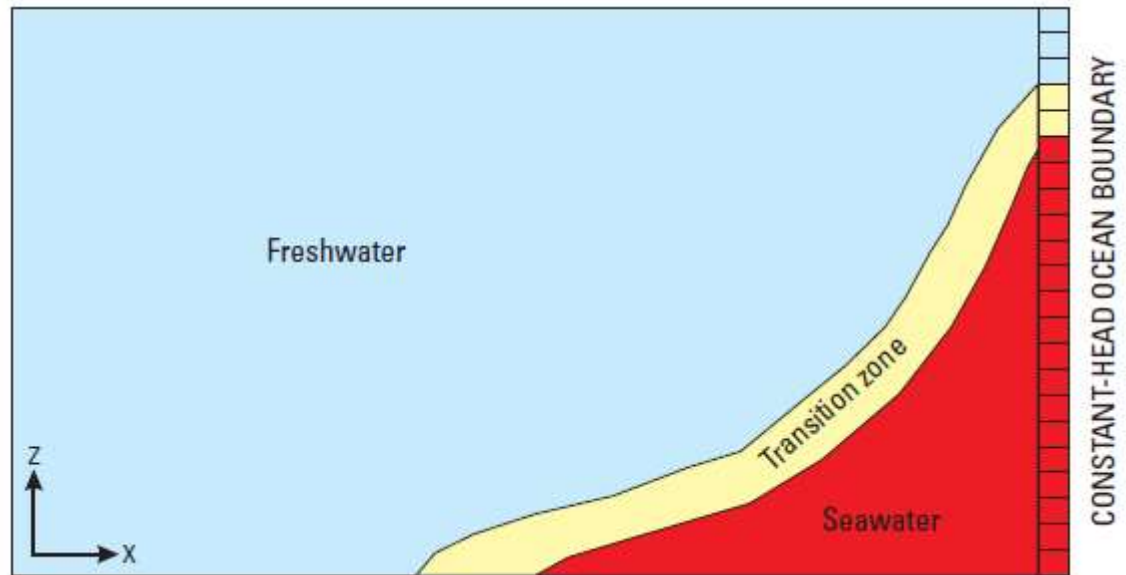 Freshwater
Transition zone
Seawater
Z
X
CONSTANT-HEAD OCEAN BOUNDARY